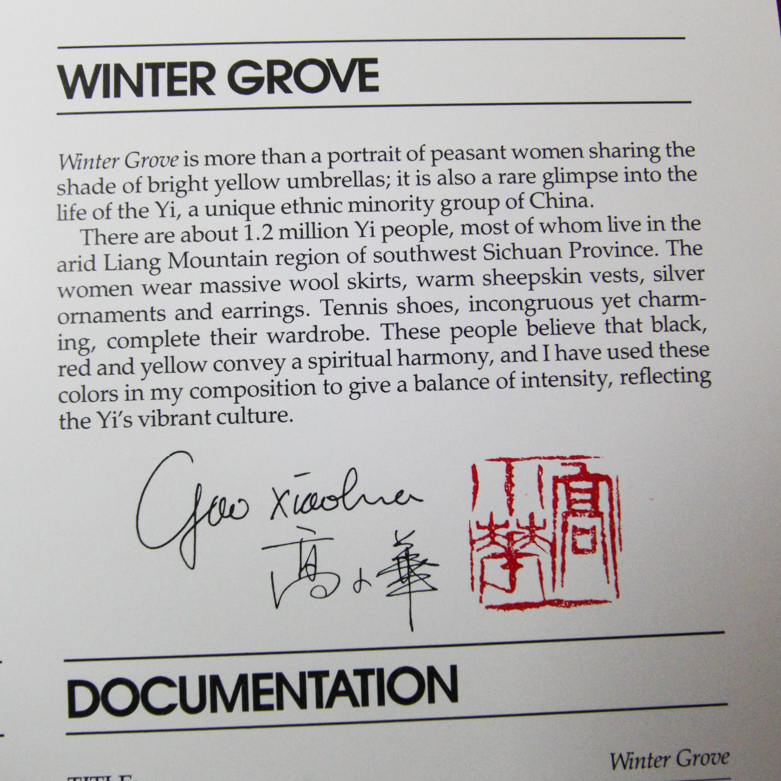 WINTER GROVE
Winter Grove is more than a portrait of peasant women sharing the
shade of bright yellow umbrellas; it is also a rare glimpse into the
life of the Yi, a unique ethnic minority group of China.
There are about 1.2 million Yi people, most of whom live in the
arid Liang Mountain region of southwest Sichuan Province. The
women wear massive wool skirts, warm sheepskin vests, silver
ornaments and earrings. Tennis shoes, incongruous yet charm-
ing, complete their wardrobe. These people believe that black,
red and yellow convey a spiritual harmony, and I have used these
colors in my composition to give a balance of intensity, reflecting
the Yi's vibrant culture.
Gao xiaohua
高小華
高小華
DOCUMENTATION
Winter Grove
TITLE